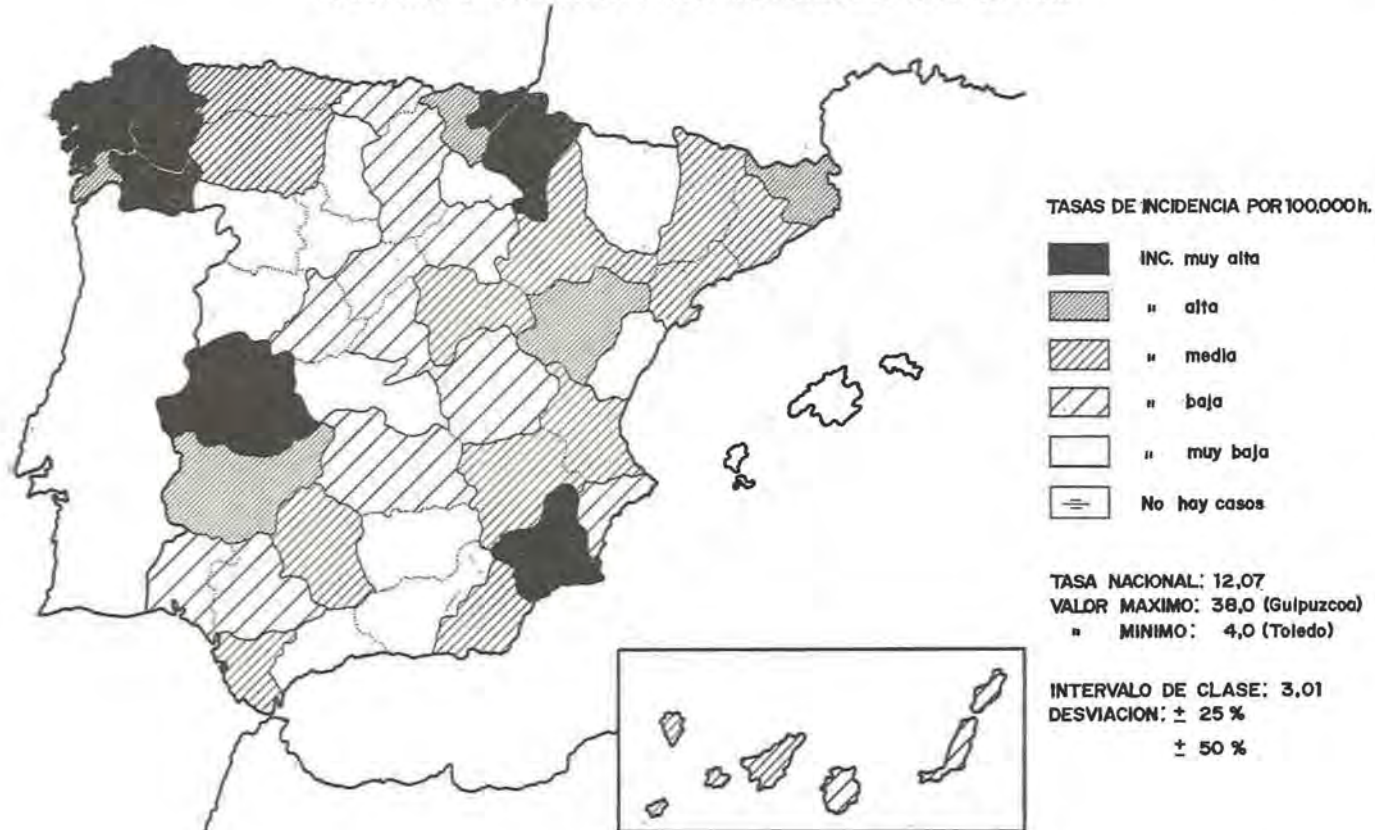 TASAS DE INCIDENCIA POR 100.000 h.
INC. muy alta
" alta
" media
" baja
" muy baja
No hay casos
TASA NACIONAL: 12,07
VALOR MAXIMO: 38,0 (Guipuzcoa)
" MINIMO: 4,0 (Toledo)
INTERVALO DE CLASE: 3,01
DESVIACION: ± 25 %
± 50 %